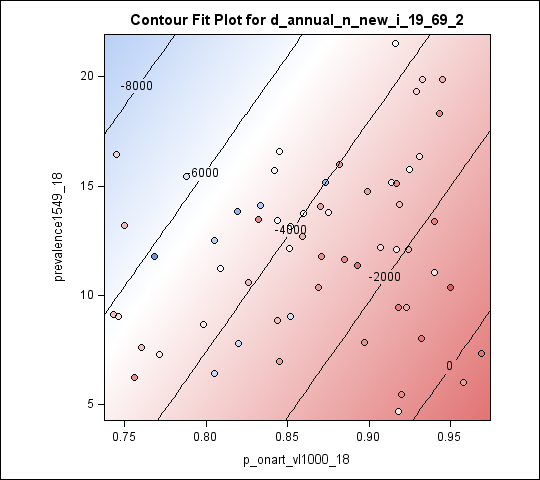 Contour Fit Plot for d_annual_n_new_i_19_69_2
20
15
10
5
prevalence1549_18
-8000
-6000
-4000
-2000
0
0.75 0.80 0.85 0.90 0.95
p_onart_vl1000_18